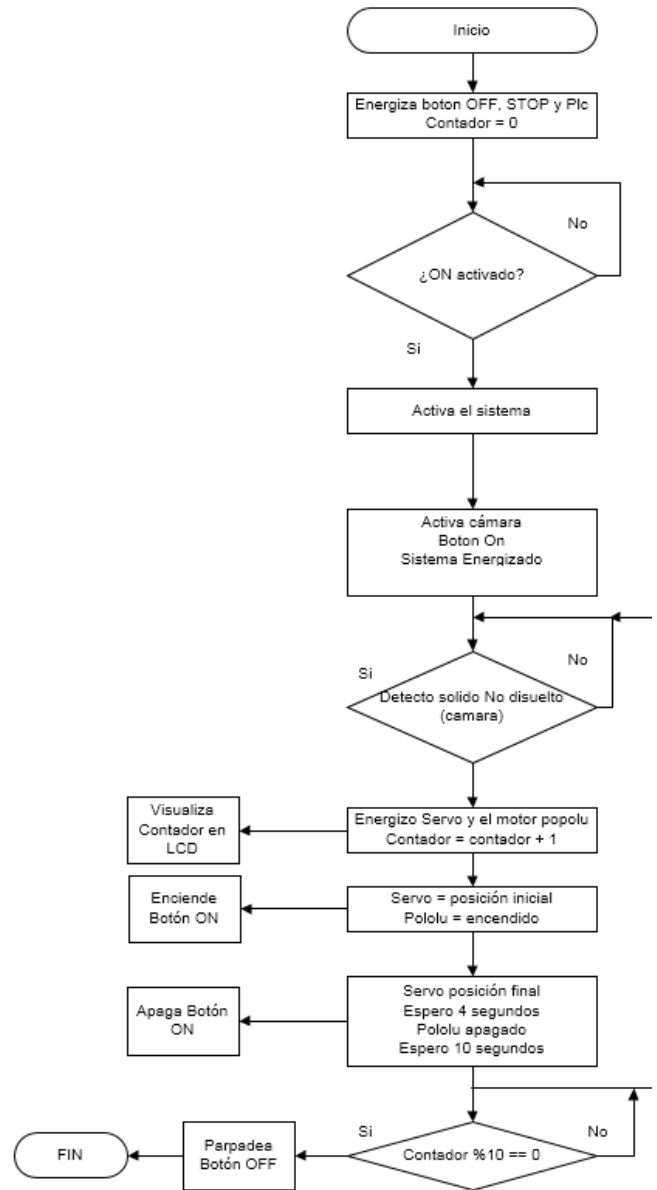 Inicio
Energiza boton OFF, STOP y Plc
Contador = 0
No
¿ON activado?
Si
Activa el sistema
Activa cámara
Boton On
Sistema Energizado
Si
No
Detecto solido No disuelto
(camara)
Visualiza
Contador en
LCD
Energizo Servo y el motor popolu
Contador = contador + 1
Enciende
Botón ON
Servo = posición inicial
Pololu = encendido
Apaga Botón
ON
Servo posición final
Espero 4 segundos
Pololu apagado
Espero 10 segundos
FIN
Parpadea
Botón OFF
Si
Contador %10 == 0
No